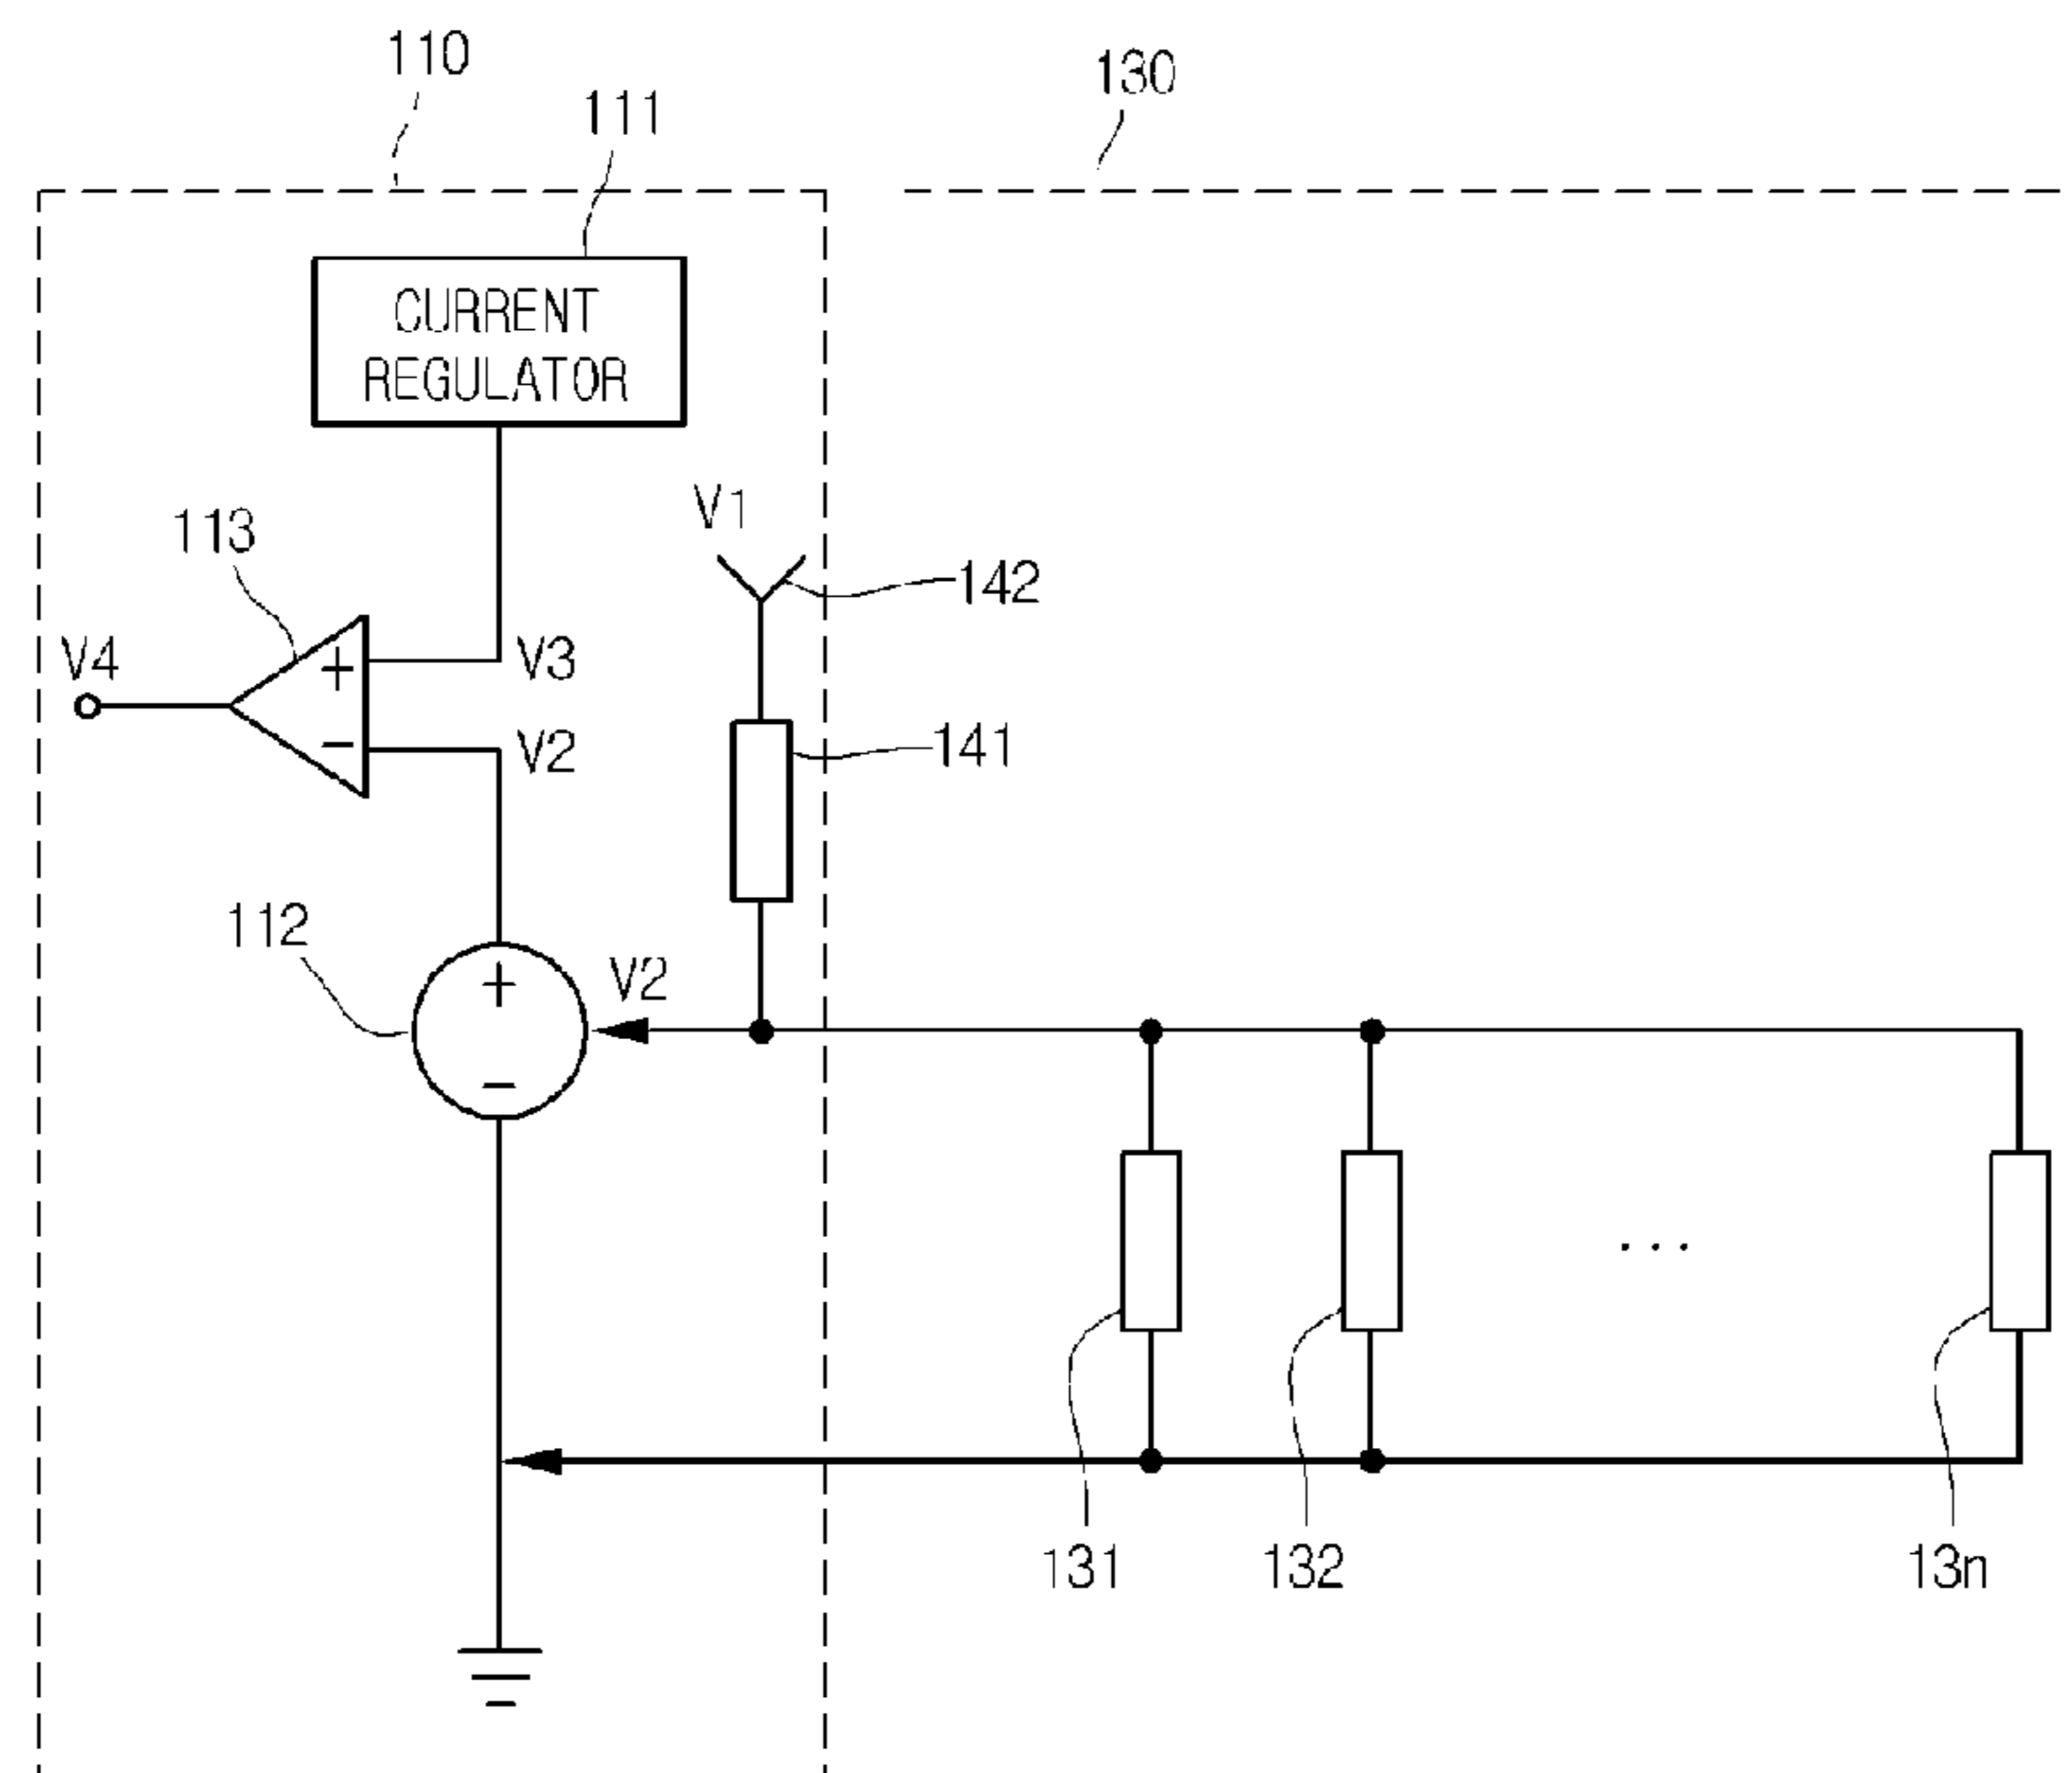 110
130
111
CURRENT
REGULATOR
V1
113
142
V4
+
V3
141
−
V2
112
V2
+
−
...
131
132
13n